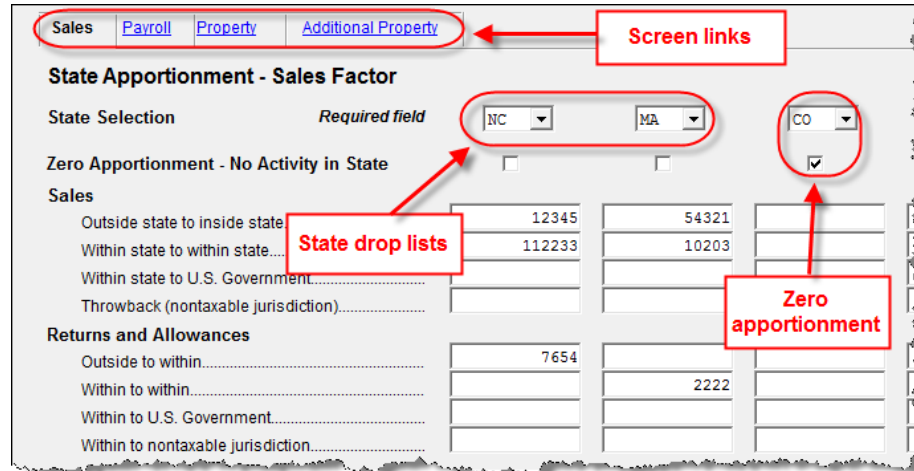 Sales Payroll Property Additional Property
Screen links
State Apportionment - Sales Factor
State Selection Required field NC MA CO
Zero Apportionment - No Activity in State
Sales
Outside state to inside state.. 12345 54321
State drop lists
Within state to within state.... 112233 10203
Within state to U.S. Government............................
Zero
apportionment
Throwback (nontaxable jurisdiction).....................
Returns and Allowances
Outside to within...................................................... 7654
Within to within......................................................... 2222
Within to U.S. Government......................................
Within to nontaxable jurisdiction............................